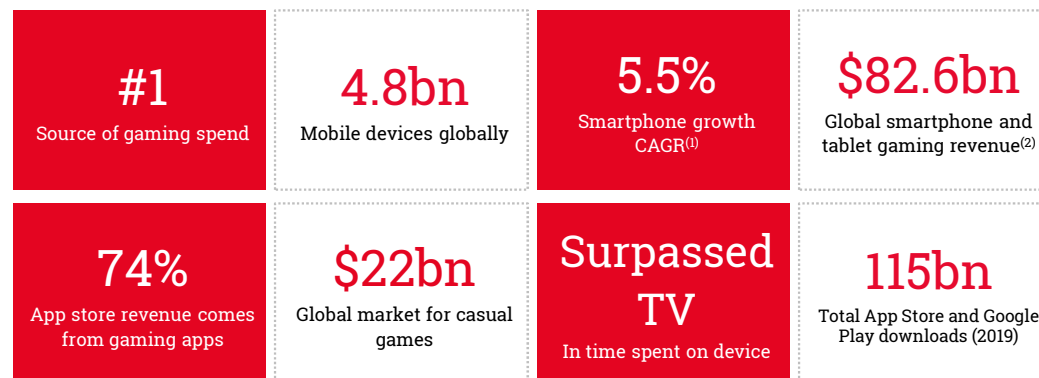 #1
Source of gaming spend
4.8bn
Mobile devices globally
5.5%
Smartphone growth
CAGR(1)
$82.6bn
Global smartphone and
tablet gaming revenue(2)
74%
App store revenue comes
from gaming apps
$22bn
Global market for casual
games
Surpassed
TV
In time spent on device
115bn
Total App Store and Google
Play downloads (2019)